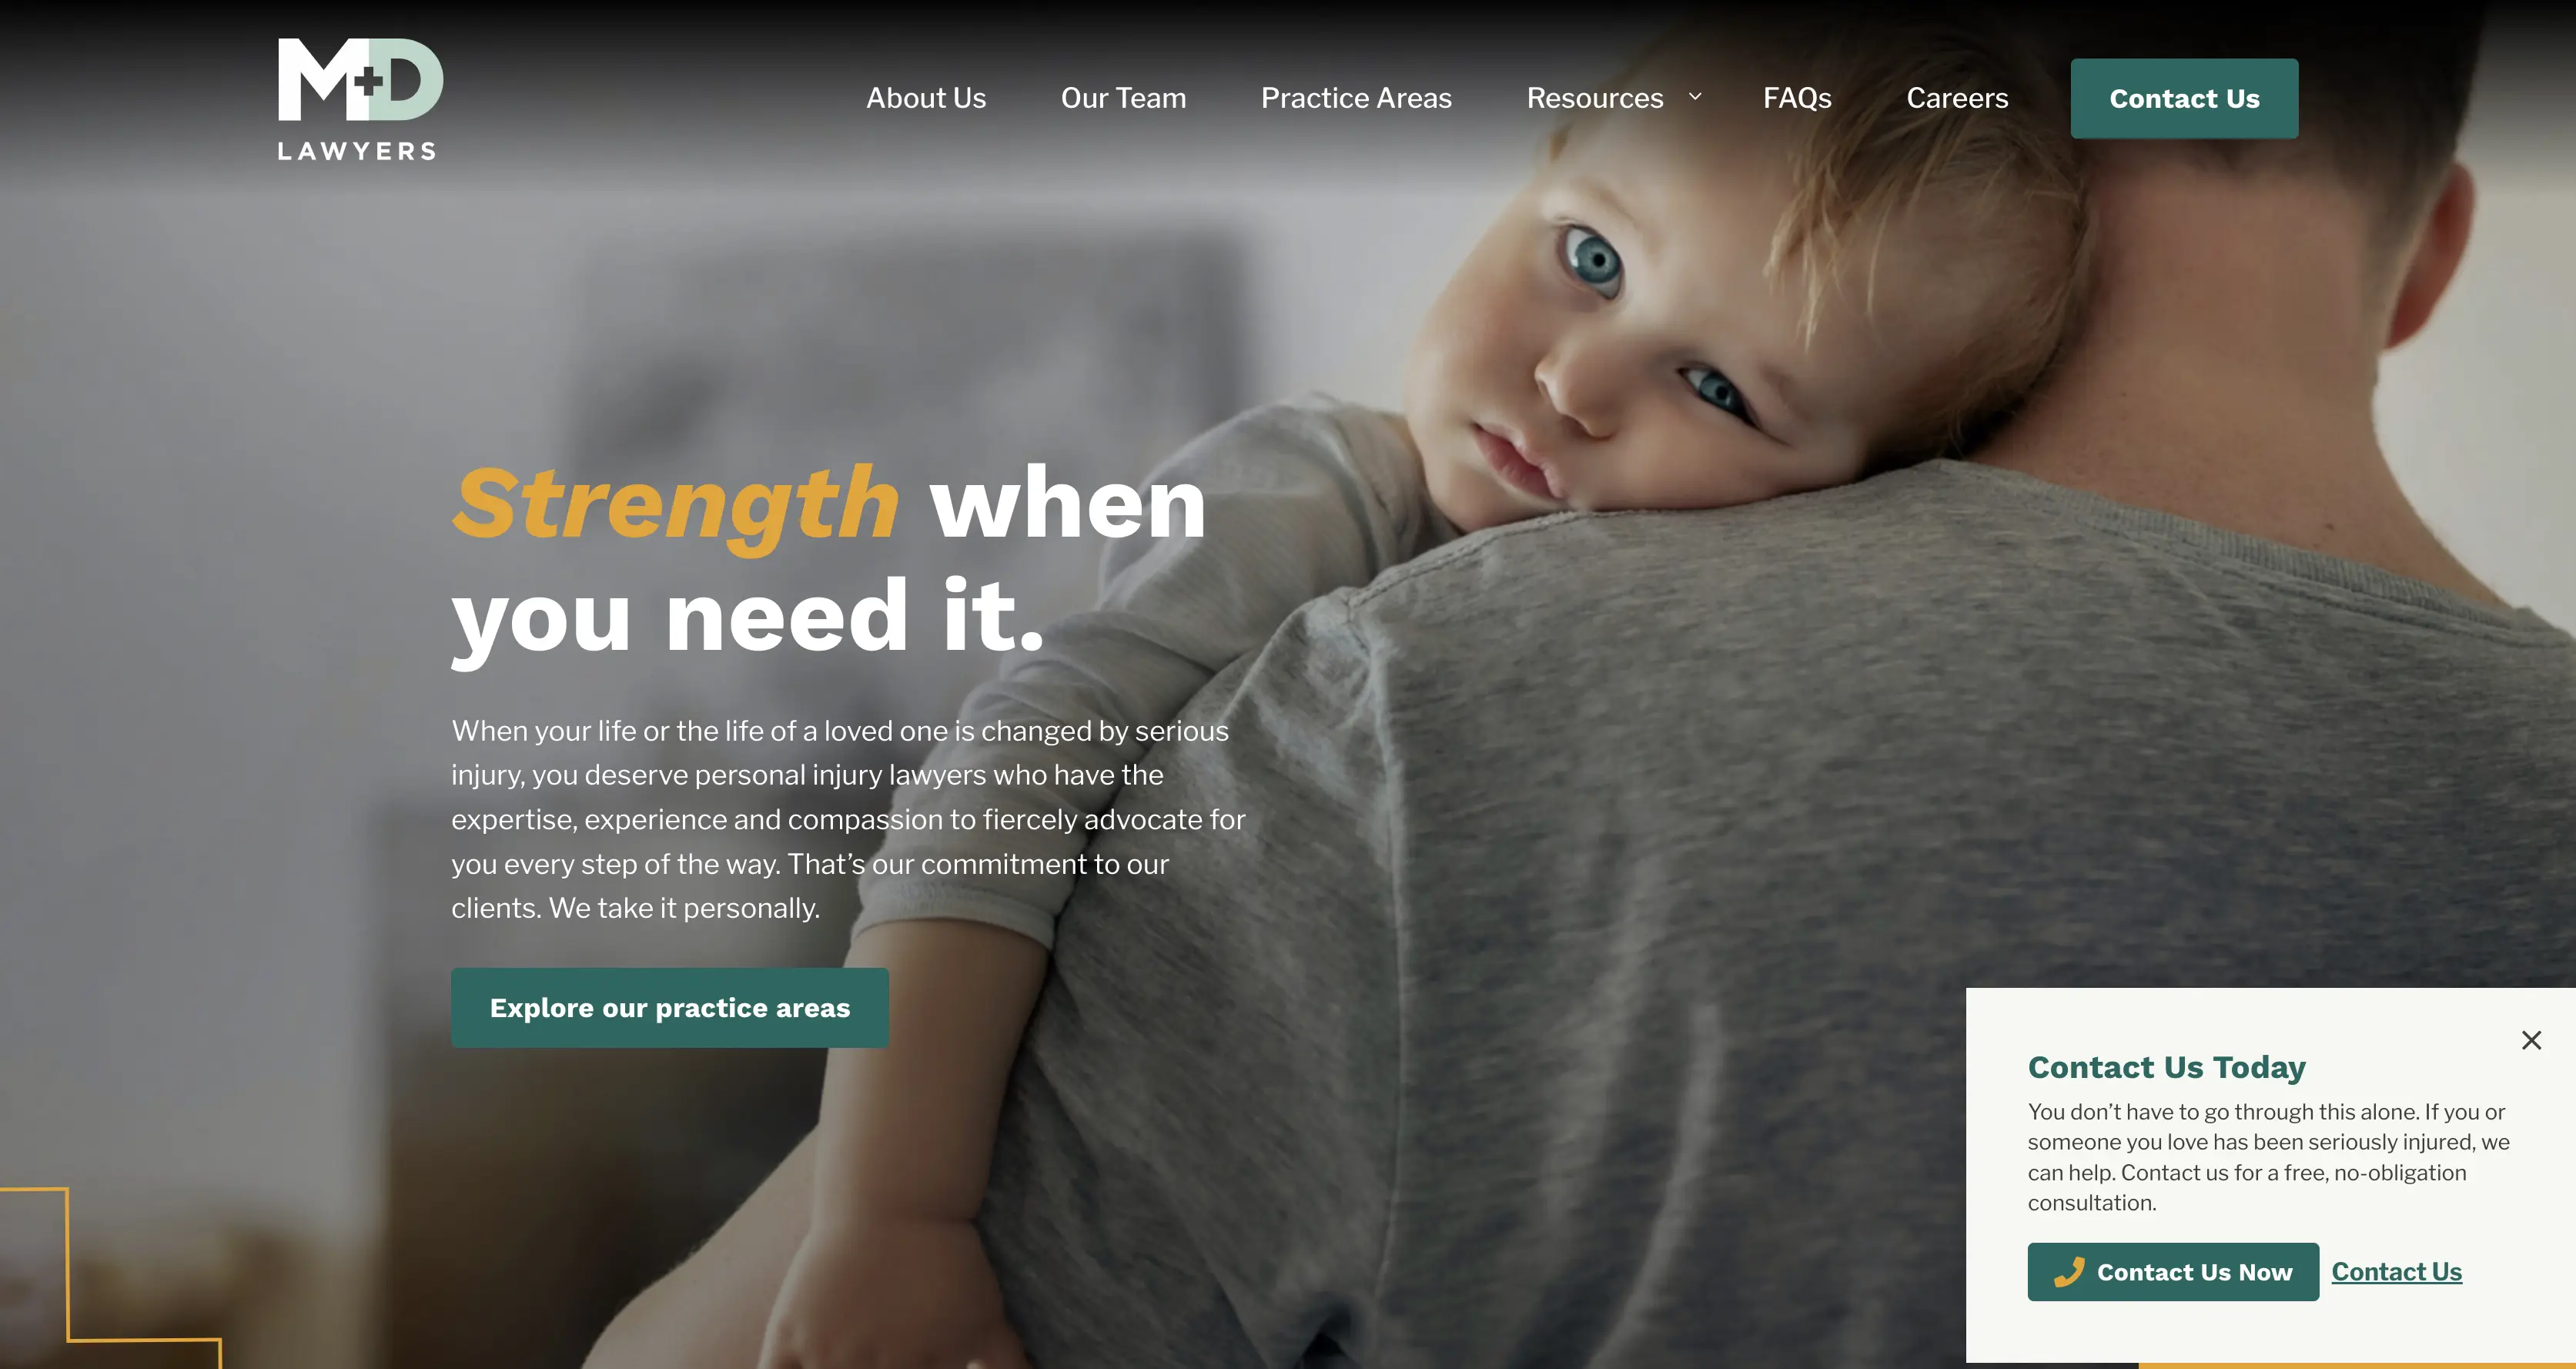 M+D
LAWYERS
About Us
Our Team
Practice Areas
Resources
FAQs
Careers
Contact Us
Strength when
you need it.
When your life or the life of a loved one is changed by serious
injury, you deserve personal injury lawyers who have the
expertise, experience and compassion to fiercely advocate for
you every step of the way. That’s our commitment to our
clients. We take it personally.
Explore our practice areas
Contact Us Today
You don’t have to go through this alone. If you or
someone you love has been seriously injured, we
can help. Contact us for a free, no-obligation
consultation.
Contact Us Now
Contact Us